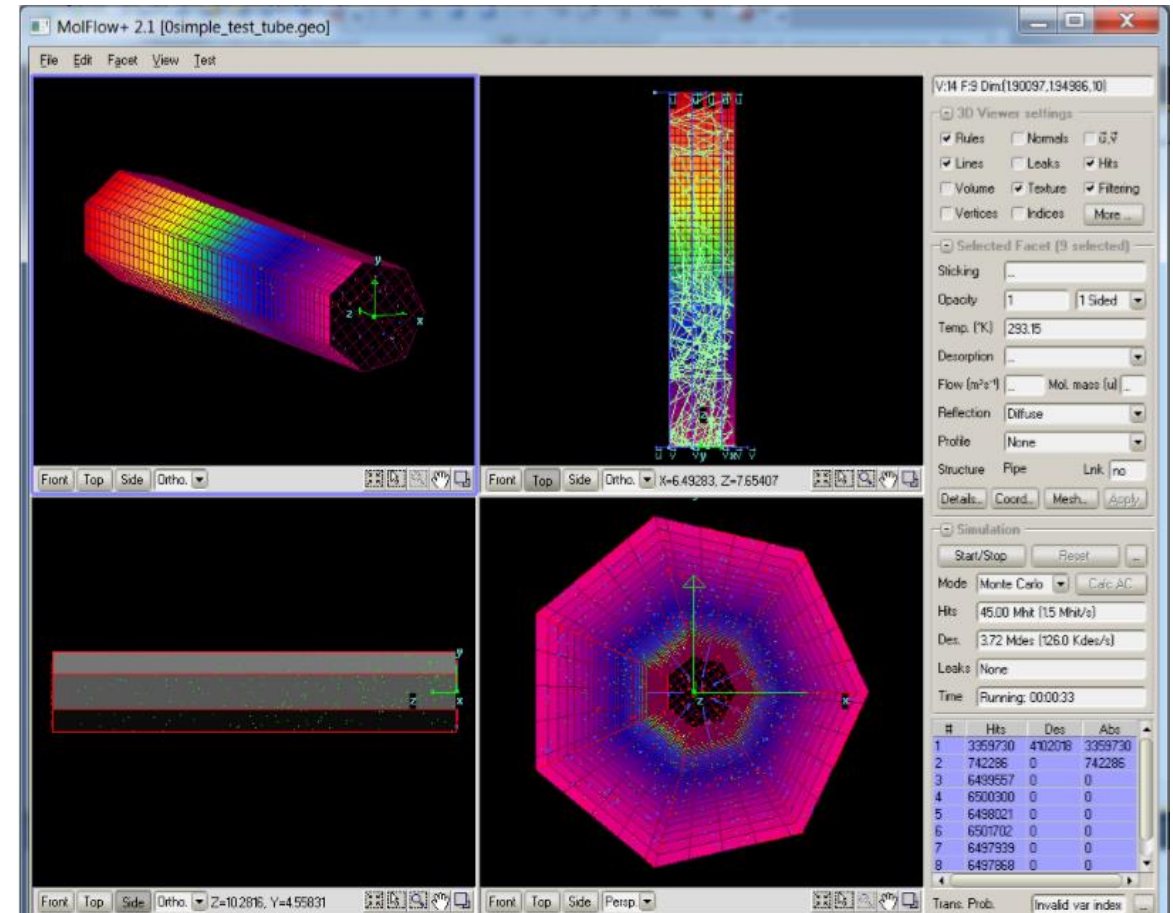 MolFlow+ 2.1 [0simple_test_tube.geo]
File Edit Facet View Test
V:14 F:9 Dim:(1.90097,1.94986,10)
3D Viewer settings
Rules Normals ū,v̄
Lines Leaks Hits
Volume Texture Filtering
Vertices Indices More ...
Selected Facet (9 selected)
Sticking ...
Opacity 1 1 Sided
Temp. (°K) 293.15
Desorption ...
Flow (m³s⁻¹) ... Mol. mass (u) ...
Reflection Diffuse
Profile None
Structure Pipe Lnk no
Details.. Coord.. Mesh.. Apply
Simulation
Start/Stop Reset ...
Mode Monte Carlo Calc AC
Hits 45.00 Mhit (1.5 Mhit/s)
Des. 3.72 Mdes (126.0 Kdes/s)
Leaks None
Time Running: 00:00:33
# Hits Des Abs
1 3359730 4102018 3359730
2 742286 0 742286
3 6499557 0 0
4 6500300 0 0
5 6498021 0 0
6 6501702 0 0
7 6497939 0 0
8 6497868 0 0
Trans. Prob. Invalid var index ...
y
z x
Front Top Side Ortho.
z
y
Front Top Side Ortho. X=6.49283, Z=7.65407
y
z x
Front Top Side Ortho. Z=10.2816, Y=4.55831
z x
Front Top Side Persp.